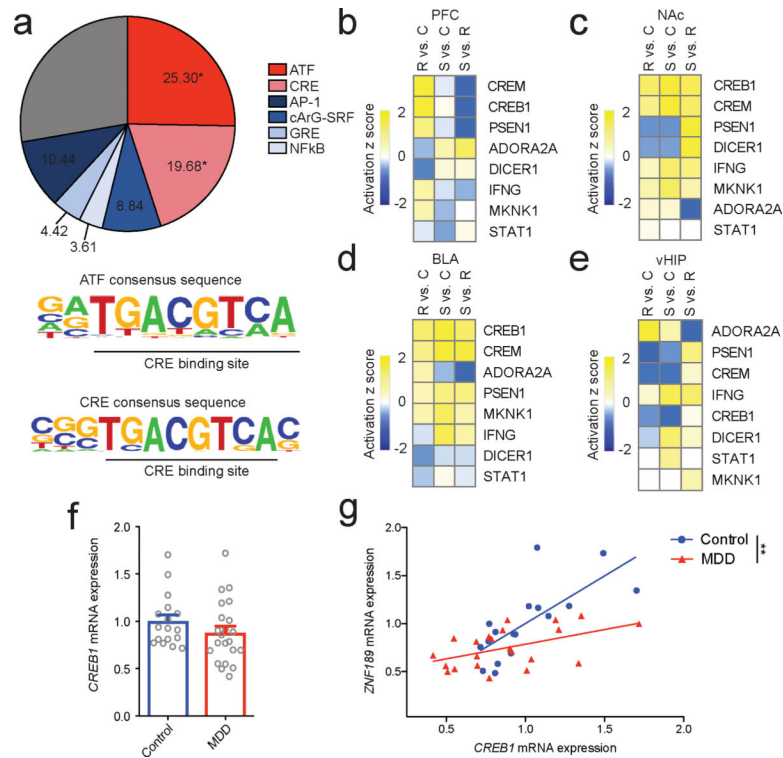 a
25.30*
19.68*
8.84
3.61
4.42
10.44
ATF
CRE
AP-1
cArG-SRF
GRE
NFkB
ATF consensus sequence
TGACGTCA
CRE binding site
CRE consensus sequence
TGACGTCA
CRE binding site
b
PFC
R vs. C
S vs. C
S vs. R
Activation z score
2
0
-2
CREM
CREB1
PSEN1
ADORA2A
DICER1
IFNG
MKNK1
STAT1
c
NAc
R vs. C
S vs. C
S vs. R
Activation z score
2
0
-2
CREB1
CREM
PSEN1
DICER1
IFNG
MKNK1
ADORA2A
STAT1
d
BLA
R vs. C
S vs. C
S vs. R
Activation z score
2
0
-2
CREB1
CREM
ADORA2A
PSEN1
MKNK1
IFNG
DICER1
STAT1
e
vHIP
R vs. C
S vs. C
S vs. R
Activation z score
2
0
-2
ADORA2A
PSEN1
CREM
IFNG
CREB1
DICER1
STAT1
MKNK1
f
CREB1 mRNA expression
2.0
1.5
1.0
0.5
0.0
Control
MDD
g
ZNF189 mRNA expression
2.0
1.5
1.0
0.5
0.5
1.0
1.5
2.0
CREB1 mRNA expression
Control
MDD
**